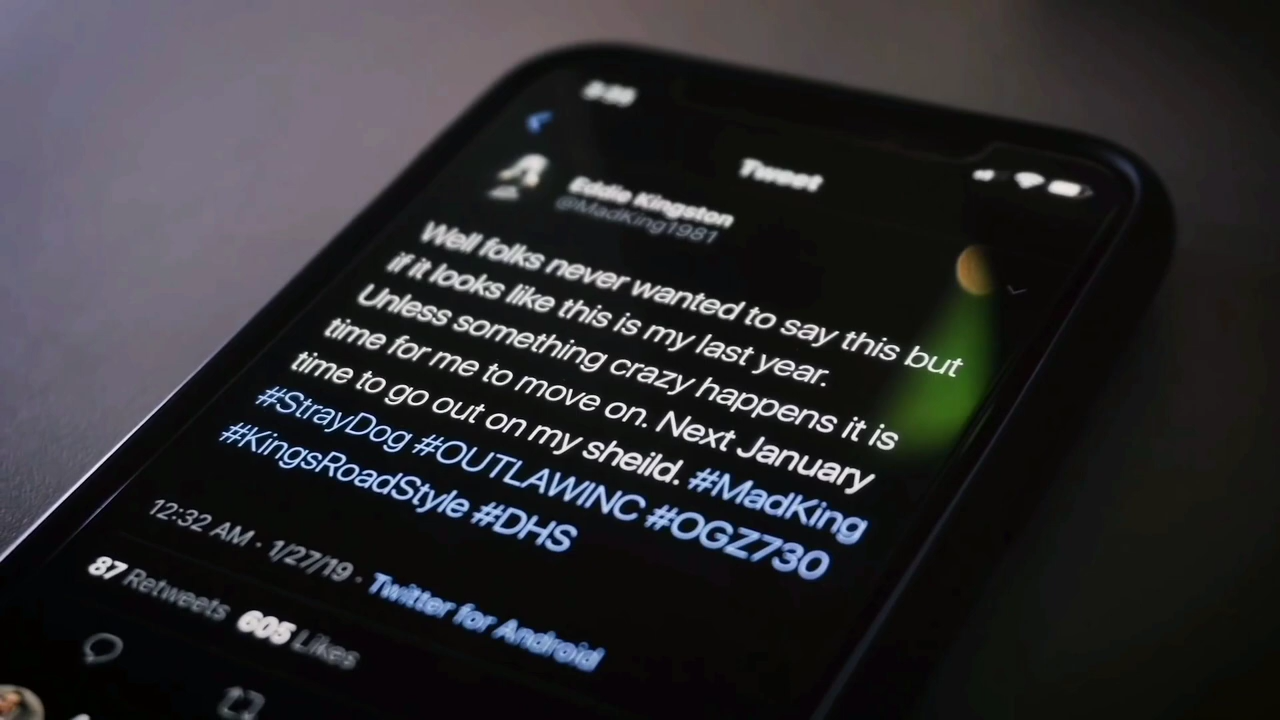 Tweet
Eddie Kingston
@MadKing1981
Well folks never wanted to say this but
if it looks like this is my last year.
Unless something crazy happens it is
time for me to move on. Next January
time to go out on my sheild. #MadKing
#StrayDog #OUTLAWINC #OGZ730
#KingsRoadStyle #DHS
12:32 AM · 1/27/19 · Twitter for Android
87 Retweets 605 Likes